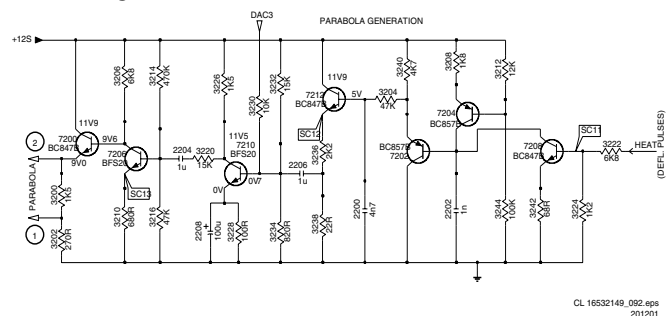 PARABOLA GENERATION
DAC3
+12S
3206
6K8
3214
470K
3226
1K5
3230
10K
3232
15K
11V9
7212
BC847B
SC12
3236
2K2
5V
3204
47K
3240
4K7
3208
1K8
3212
12K
7204
BC857B
BC857B
7202
7208
BC847B
SC11
3222
6K8
HEAT
(DEFL. PULSES)
11V9
7200
BC847B
9V6
9V0
7206
BFS20
SC13
2204
1u
3220
15K
11V5
7210
BFS20
0V7
0V
2206
1u
2
PARABOLA
1
3200
1K5
3202
270R
3210
680R
3216
47K
2208
100u
3228
100R
3234
820R
3238
22R
2200
4n7
2202
1n
3244
100K
3242
68R
3224
1K2
CL 16532149_092.eps
201201